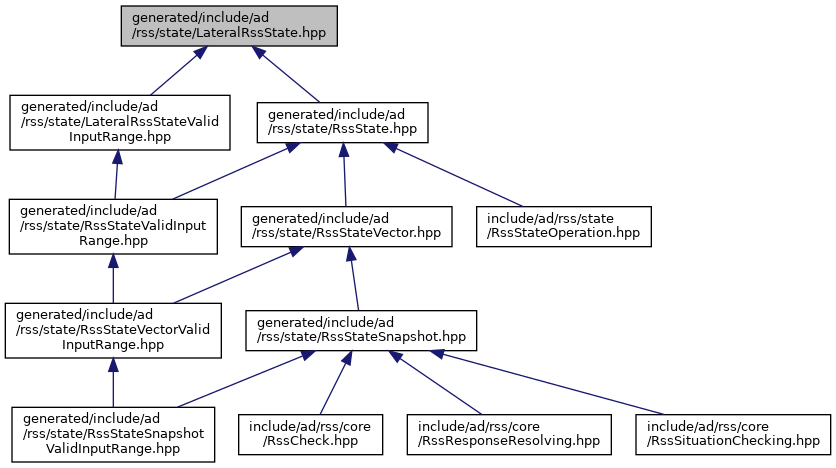 generated/include/ad
/rss/state/LateralRssState.hpp
generated/include/ad
/rss/state/LateralRssStateValid
InputRange.hpp
generated/include/ad
/rss/state/RssState.hpp
generated/include/ad
/rss/state/RssStateValidInput
Range.hpp
generated/include/ad
/rss/state/RssStateVector.hpp
include/ad/rss/state
/RssStateOperation.hpp
generated/include/ad
/rss/state/RssStateVectorValid
InputRange.hpp
generated/include/ad
/rss/state/RssStateSnapshot.hpp
generated/include/ad
/rss/state/RssStateSnapshot
ValidInputRange.hpp
include/ad/rss/core
/RssCheck.hpp
include/ad/rss/core
/RssResponseResolving.hpp
include/ad/rss/core
/RssSituationChecking.hpp